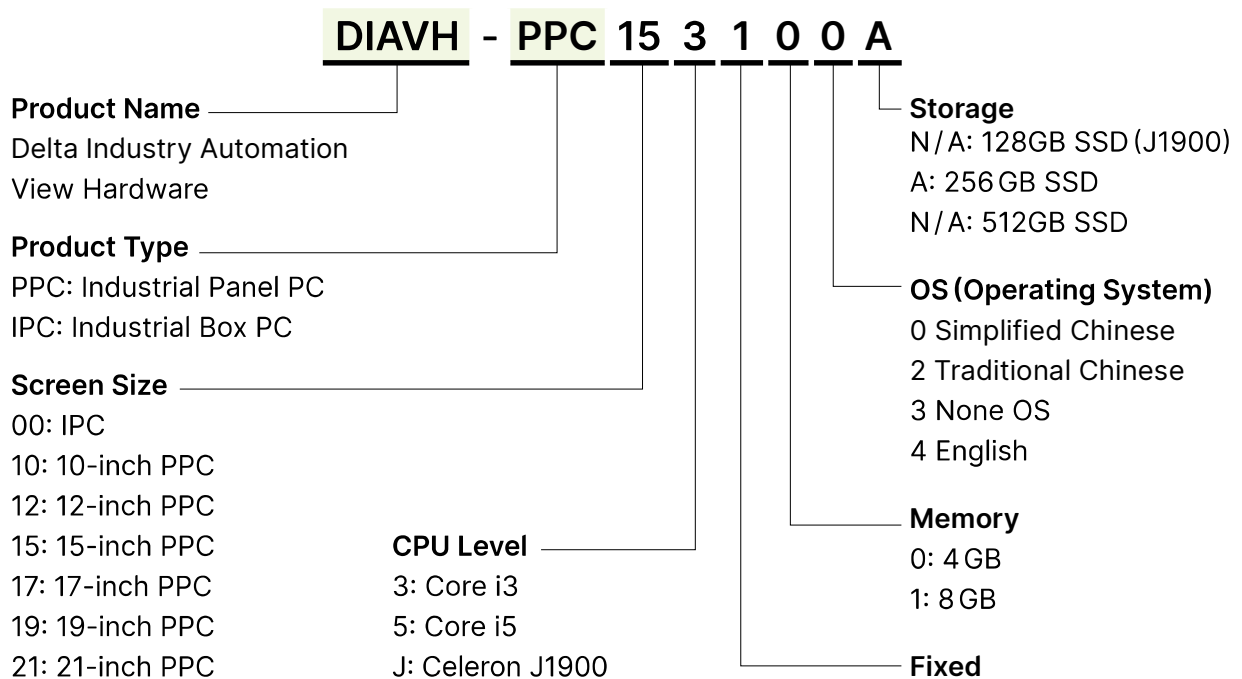 DIAVH - PPC 15 3 1 0 0 A
Product Name
Delta Industry Automation
View Hardware
Product Type
PPC: Industrial Panel PC
IPC: Industrial Box PC
Screen Size
00: IPC
10: 10-inch PPC
12: 12-inch PPC
15: 15-inch PPC
17: 17-inch PPC
19: 19-inch PPC
21: 21-inch PPC
CPU Level
3: Core i3
5: Core i5
J: Celeron J1900
Storage
N/A: 128GB SSD (J1900)
A: 256 GB SSD
N/A: 512GB SSD
OS (Operating System)
0 Simplified Chinese
2 Traditional Chinese
3 None OS
4 English
Memory
0: 4 GB
1: 8 GB
Fixed